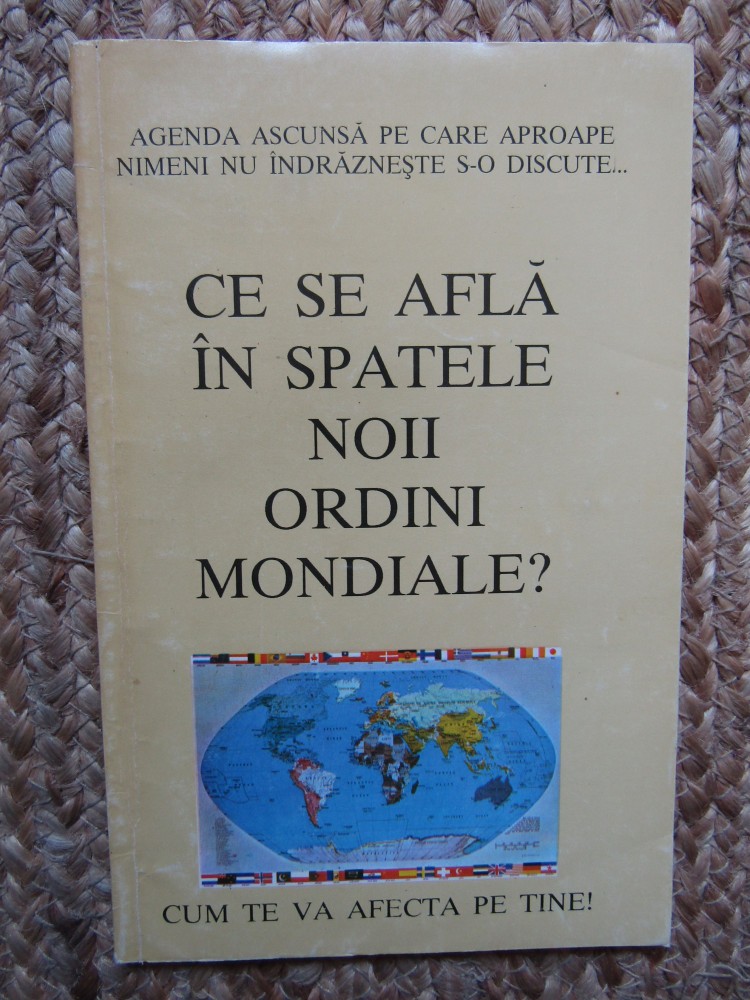 AGENDA ASCUNSĂ PE CARE APROAPE
NIMENI NU ÎNDRĂZNEŞTE S-O DISCUTE...
CE SE AFLĂ
ÎN SPATELE
NOII
ORDINI
MONDIALE?
CUM TE VA AFECTA PE TINE!